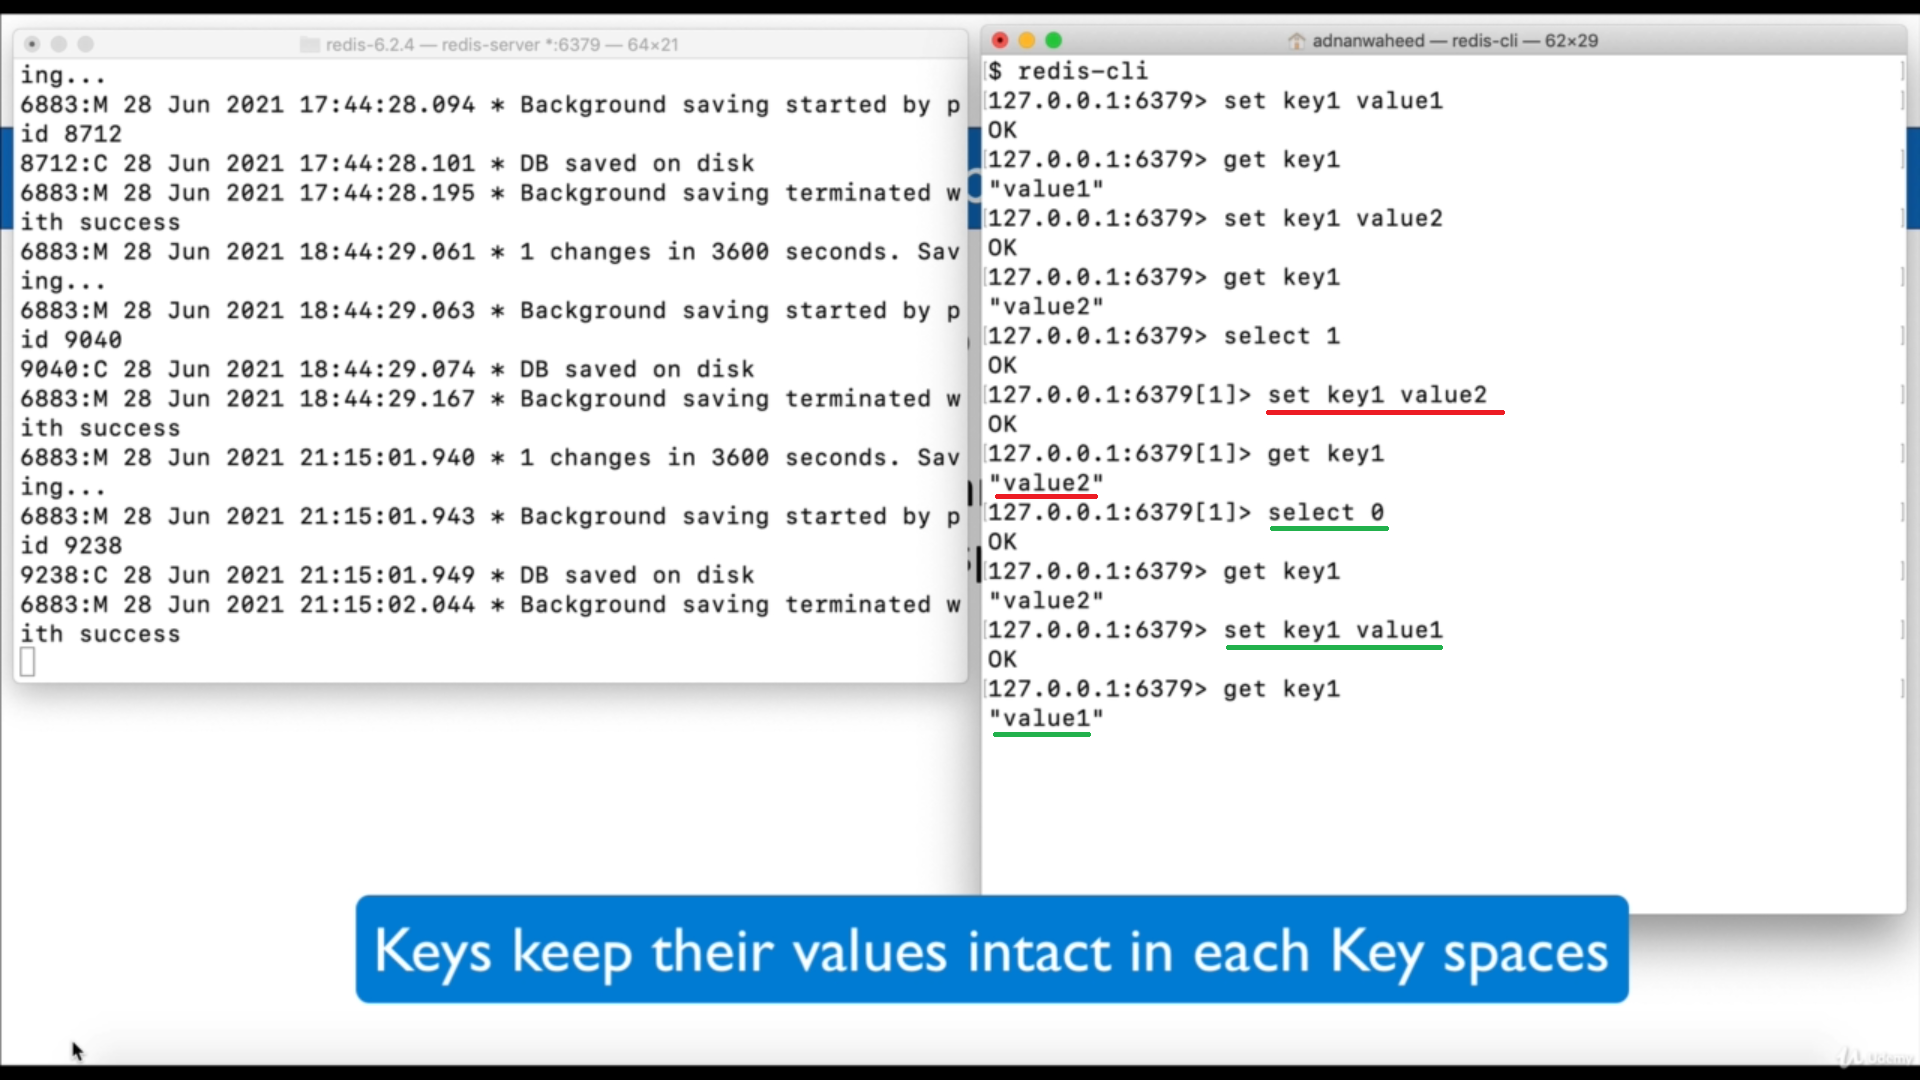 redis-6.2.4 — redis-server *:6379 — 64×21
ing...
6883:M 28 Jun 2021 17:44:28.094 * Background saving started by p
id 8712
8712:C 28 Jun 2021 17:44:28.101 * DB saved on disk
6883:M 28 Jun 2021 17:44:28.195 * Background saving terminated w
ith success
6883:M 28 Jun 2021 18:44:29.061 * 1 changes in 3600 seconds. Sav
ing...
6883:M 28 Jun 2021 18:44:29.063 * Background saving started by p
id 9040
9040:C 28 Jun 2021 18:44:29.074 * DB saved on disk
6883:M 28 Jun 2021 18:44:29.167 * Background saving terminated w
ith success
6883:M 28 Jun 2021 21:15:01.940 * 1 changes in 3600 seconds. Sav
ing...
6883:M 28 Jun 2021 21:15:01.943 * Background saving started by p
id 9238
9238:C 28 Jun 2021 21:15:01.949 * DB saved on disk
6883:M 28 Jun 2021 21:15:02.044 * Background saving terminated w
ith success
adnanwaheed — redis-cli — 62×29
$ redis-cli
127.0.0.1:6379> set key1 value1
OK
127.0.0.1:6379> get key1
"value1"
127.0.0.1:6379> set key1 value2
OK
127.0.0.1:6379> get key1
"value2"
127.0.0.1:6379> select 1
OK
127.0.0.1:6379[1]> set key1 value2
OK
127.0.0.1:6379[1]> get key1
"value2"
127.0.0.1:6379[1]> select 0
OK
127.0.0.1:6379> get key1
"value2"
127.0.0.1:6379> set key1 value1
OK
127.0.0.1:6379> get key1
"value1"
Keys keep their values intact in each Key spaces
Udemy